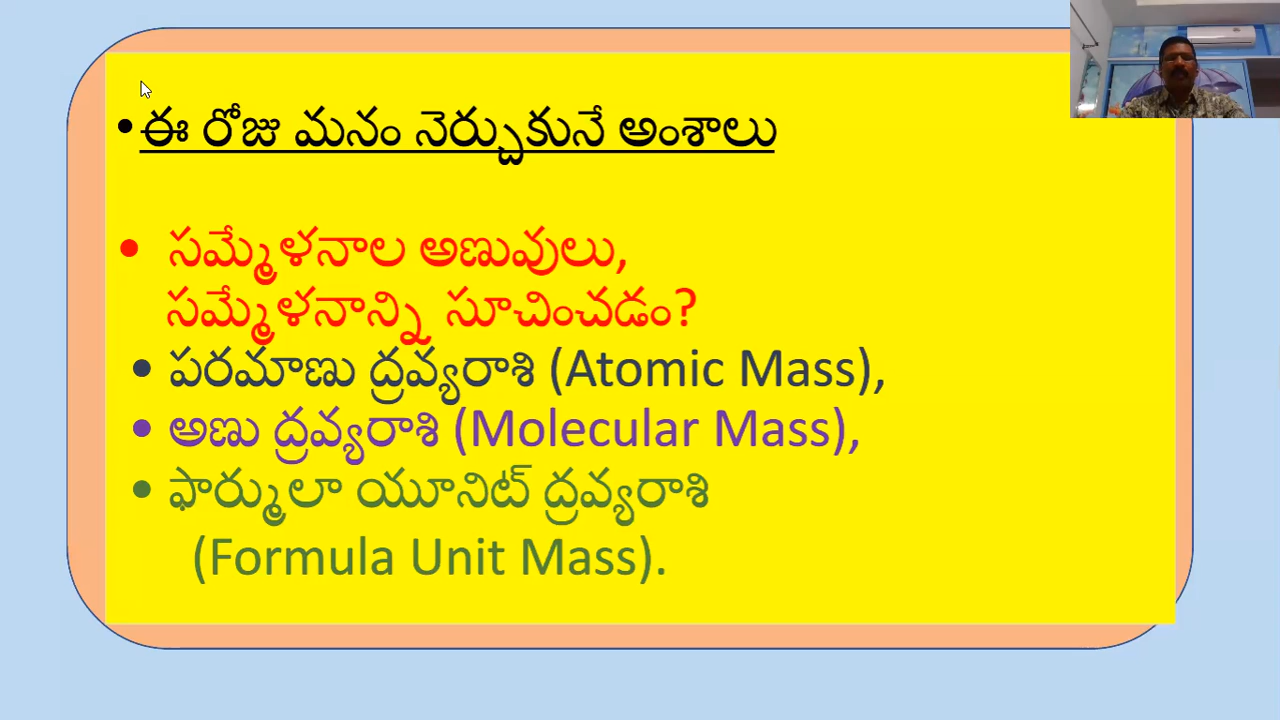 •ఈ రోజు మనం నెర్చుకునే అంశాలు
• సమ్మేళనాల అణువులు,
సమ్మేళనాన్ని సూచించడం?
• పరమాణు ద్రవ్యరాశి (Atomic Mass),
• అణు ద్రవ్యరాశి (Molecular Mass),
• ఫార్ములా యూనిట్ ద్రవ్యరాశి
(Formula Unit Mass).